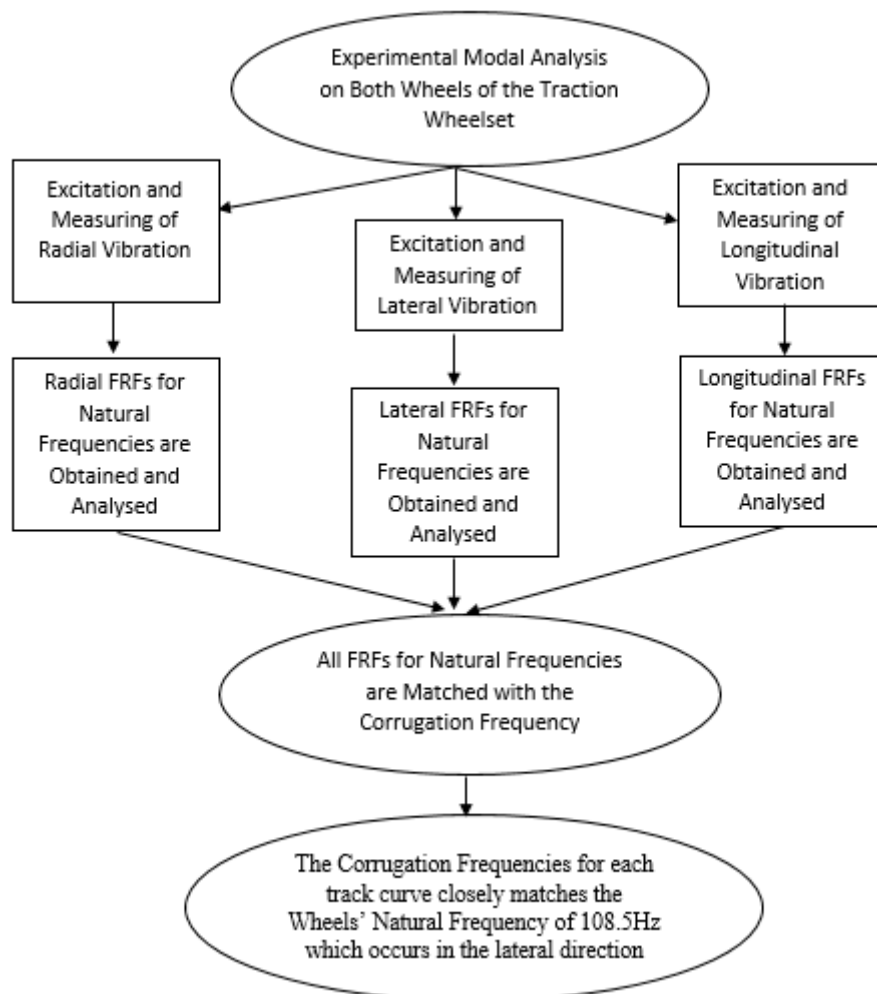 Experimental Modal Analysis
on Both Wheels of the Traction
Wheelset
Excitation and
Measuring of
Radial Vibration
Excitation and
Measuring of
Lateral Vibration
Excitation and
Measuring of
Longitudinal
Vibration
Radial FRFs for
Natural
Frequencies are
Obtained and
Analysed
Lateral FRFs for
Natural
Frequencies are
Obtained and
Analysed
Longitudinal FRFs
for Natural
Frequencies are
Obtained and
Analysed
All FRFs for Natural Frequencies
are Matched with the
Corrugation Frequency
The Corrugation Frequencies for each
track curve closely matches the
Wheels' Natural Frequency of 108.5Hz
which occurs in the lateral direction